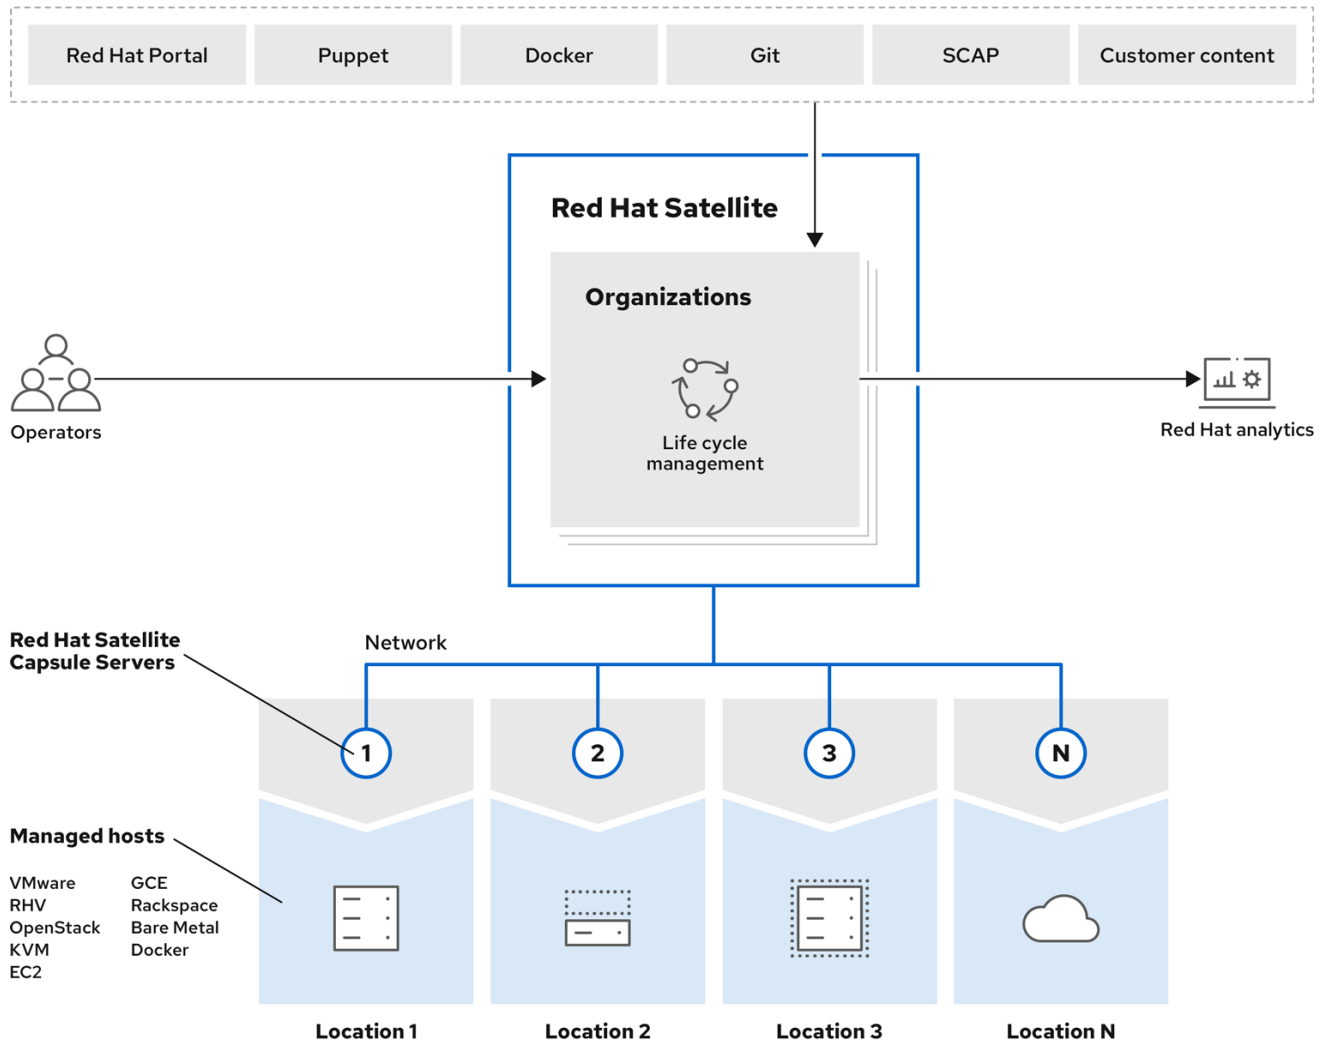 Red Hat Portal
Puppet
Docker
Git
SCAP
Customer content
Red Hat Satellite
Organizations
Life cycle
management
Operators
Red Hat analytics
Red Hat Satellite
Capsule Servers
Network
1
2
3
N
Managed hosts
VMware
RHV
OpenStack
KVM
EC2
GCE
Rackspace
Bare Metal
Docker
Location 1
Location 2
Location 3
Location N